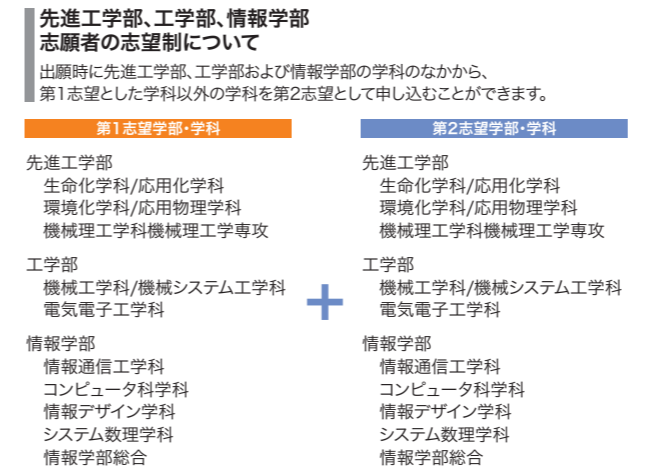 先進工学部、工学部、情報学部
志願者の志望制について
出願時に先進工学部、工学部および情報学部の学科のなかから、
第1志望とした学科以外の学科を第2志望として申し込むことができます。
第1志望学部・学科
先進工学部
生命化学科/応用化学科
環境化学科/応用物理学科
機械理工学科機械理工学専攻
工学部
機械工学科/機械システム工学科
電気電子工学科
情報学部
情報通信工学科
コンピュータ科学科
情報デザイン学科
システム数理学科
情報学部総合
+
第2志望学部・学科
先進工学部
生命化学科/応用化学科
環境化学科/応用物理学科
機械理工学科機械理工学専攻
工学部
機械工学科/機械システム工学科
電気電子工学科
情報学部
情報通信工学科
コンピュータ科学科
情報デザイン学科
システム数理学科
情報学部総合